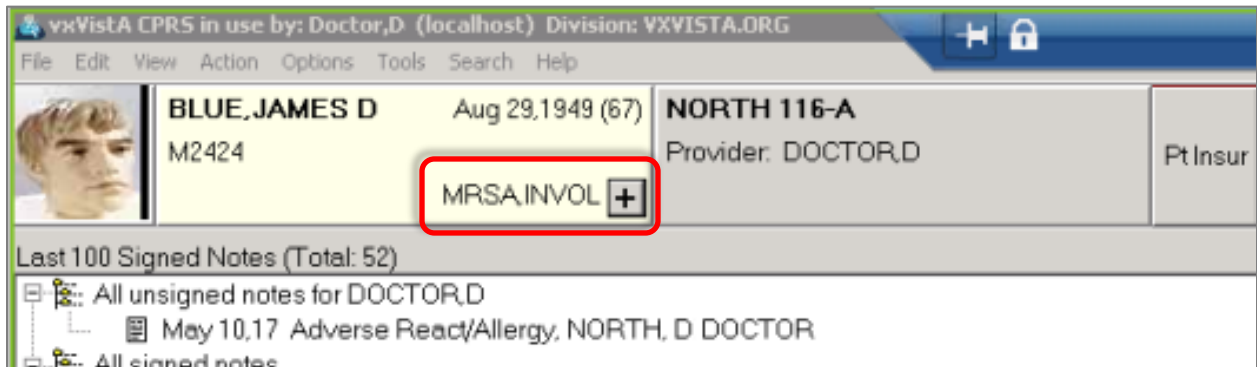 vxVistA CPRS in use by: Doctor,D (localhost) Division: VXVISTA.ORG
File Edit View Action Options Tools Search Help
BLUE,JAMES D Aug 29,1949 (67)
M2424
MRSA,INVOL +
NORTH 116-A
Provider: DOCTOR,D
Pt Insur
Last 100 Signed Notes (Total: 52)
All unsigned notes for DOCTOR,D
May 10,17 Adverse React/Allergy, NORTH, D DOCTOR
All signed notes